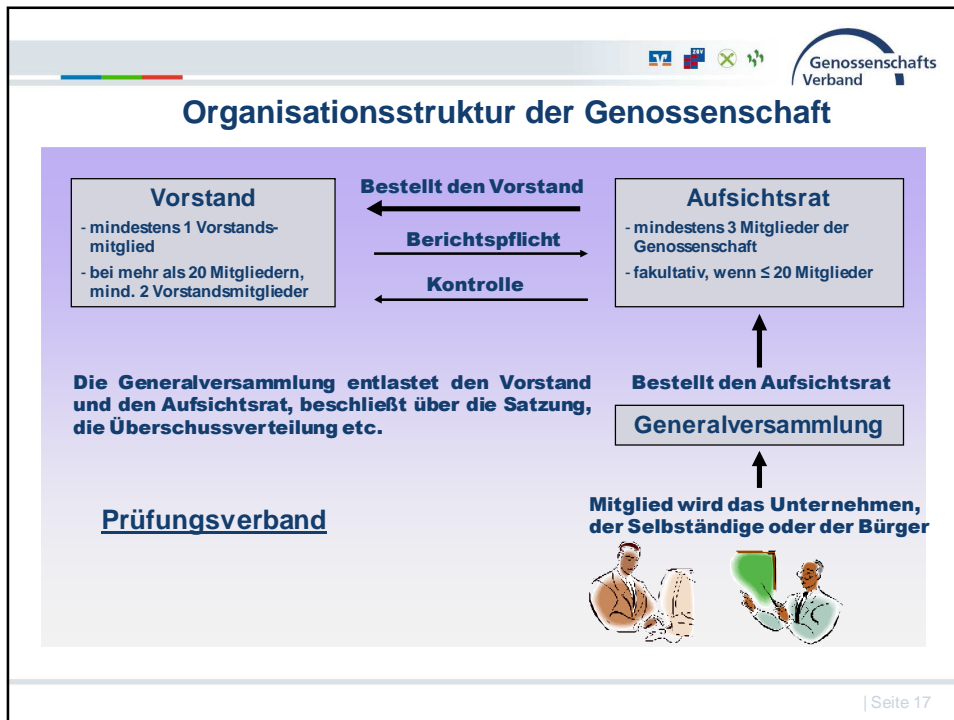 ZGV
Genossenschafts
Verband
Organisationsstruktur der Genossenschaft
Vorstand
- mindestens 1 Vorstands-
mitglied
- bei mehr als 20 Mitgliedern,
mind. 2 Vorstandsmitglieder
Bestellt den Vorstand
Berichtspflicht
Kontrolle
Aufsichtsrat
- mindestens 3 Mitglieder der
Genossenschaft
- fakultativ, wenn ≤ 20 Mitglieder
Die Generalversammlung entlastet den Vorstand
und den Aufsichtsrat, beschließt über die Satzung,
die Überschussverteilung etc.
Bestellt den Aufsichtsrat
Generalversammlung
Prüfungsverband
Mitglied wird das Unternehmen,
der Selbständige oder der Bürger
| Seite 17